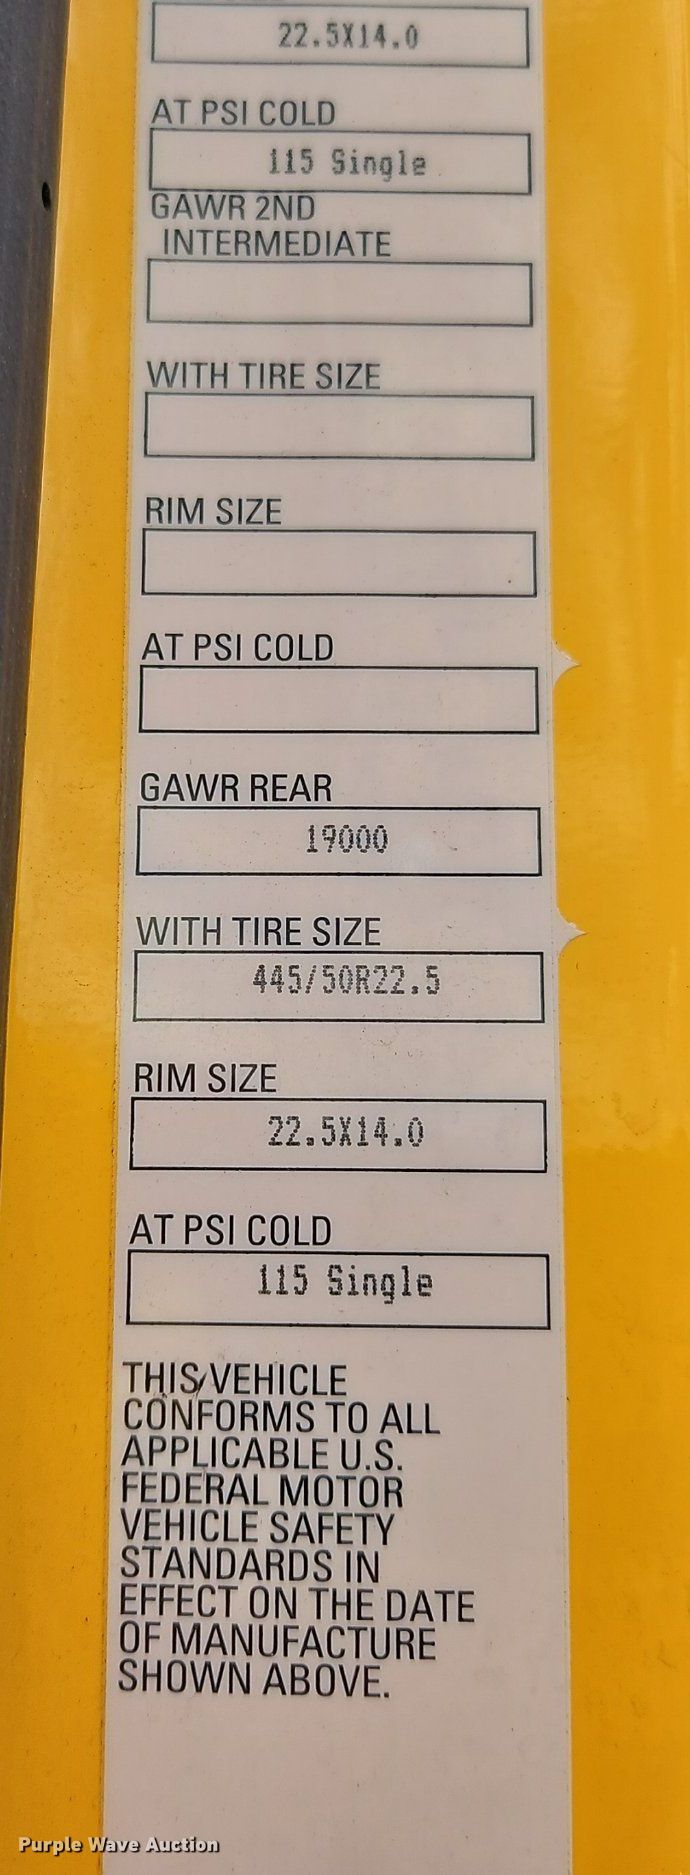 22.5X14.0
AT PSI COLD
115 Single
GAWR 2ND
INTERMEDIATE
WITH TIRE SIZE
RIM SIZE
AT PSI COLD
GAWR REAR
19000
WITH TIRE SIZE
445/50R22.5
RIM SIZE
22.5X14.0
AT PSI COLD
115 Single
THIS VEHICLE
CONFORMS TO ALL
APPLICABLE U.S.
FEDERAL MOTOR
VEHICLE SAFETY
STANDARDS IN
EFFECT ON THE DATE
OF MANUFACTURE
SHOWN ABOVE.
Purple Wave Auction